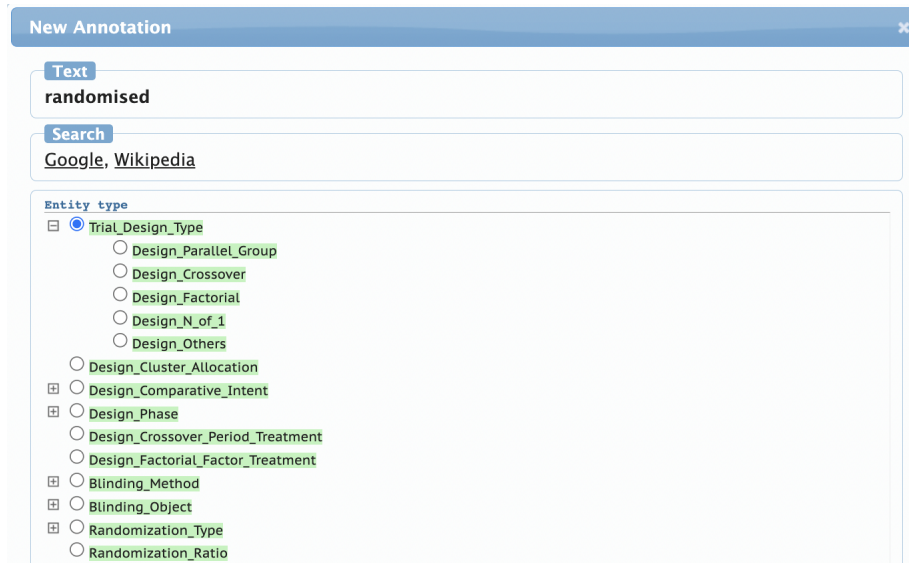 New Annotation
Text
randomised
Search
Google, Wikipedia
Entity type
Trial_Design_Type
Design_Parallel_Group
Design_Crossover
Design_Factorial
Design_N_of_1
Design_Others
Design_Cluster_Allocation
Design_Comparative_Intent
Design_Phase
Design_Crossover_Period_Treatment
Design_Factorial_Factor_Treatment
Blinding_Method
Blinding_Object
Randomization_Type
Randomization_Ratio